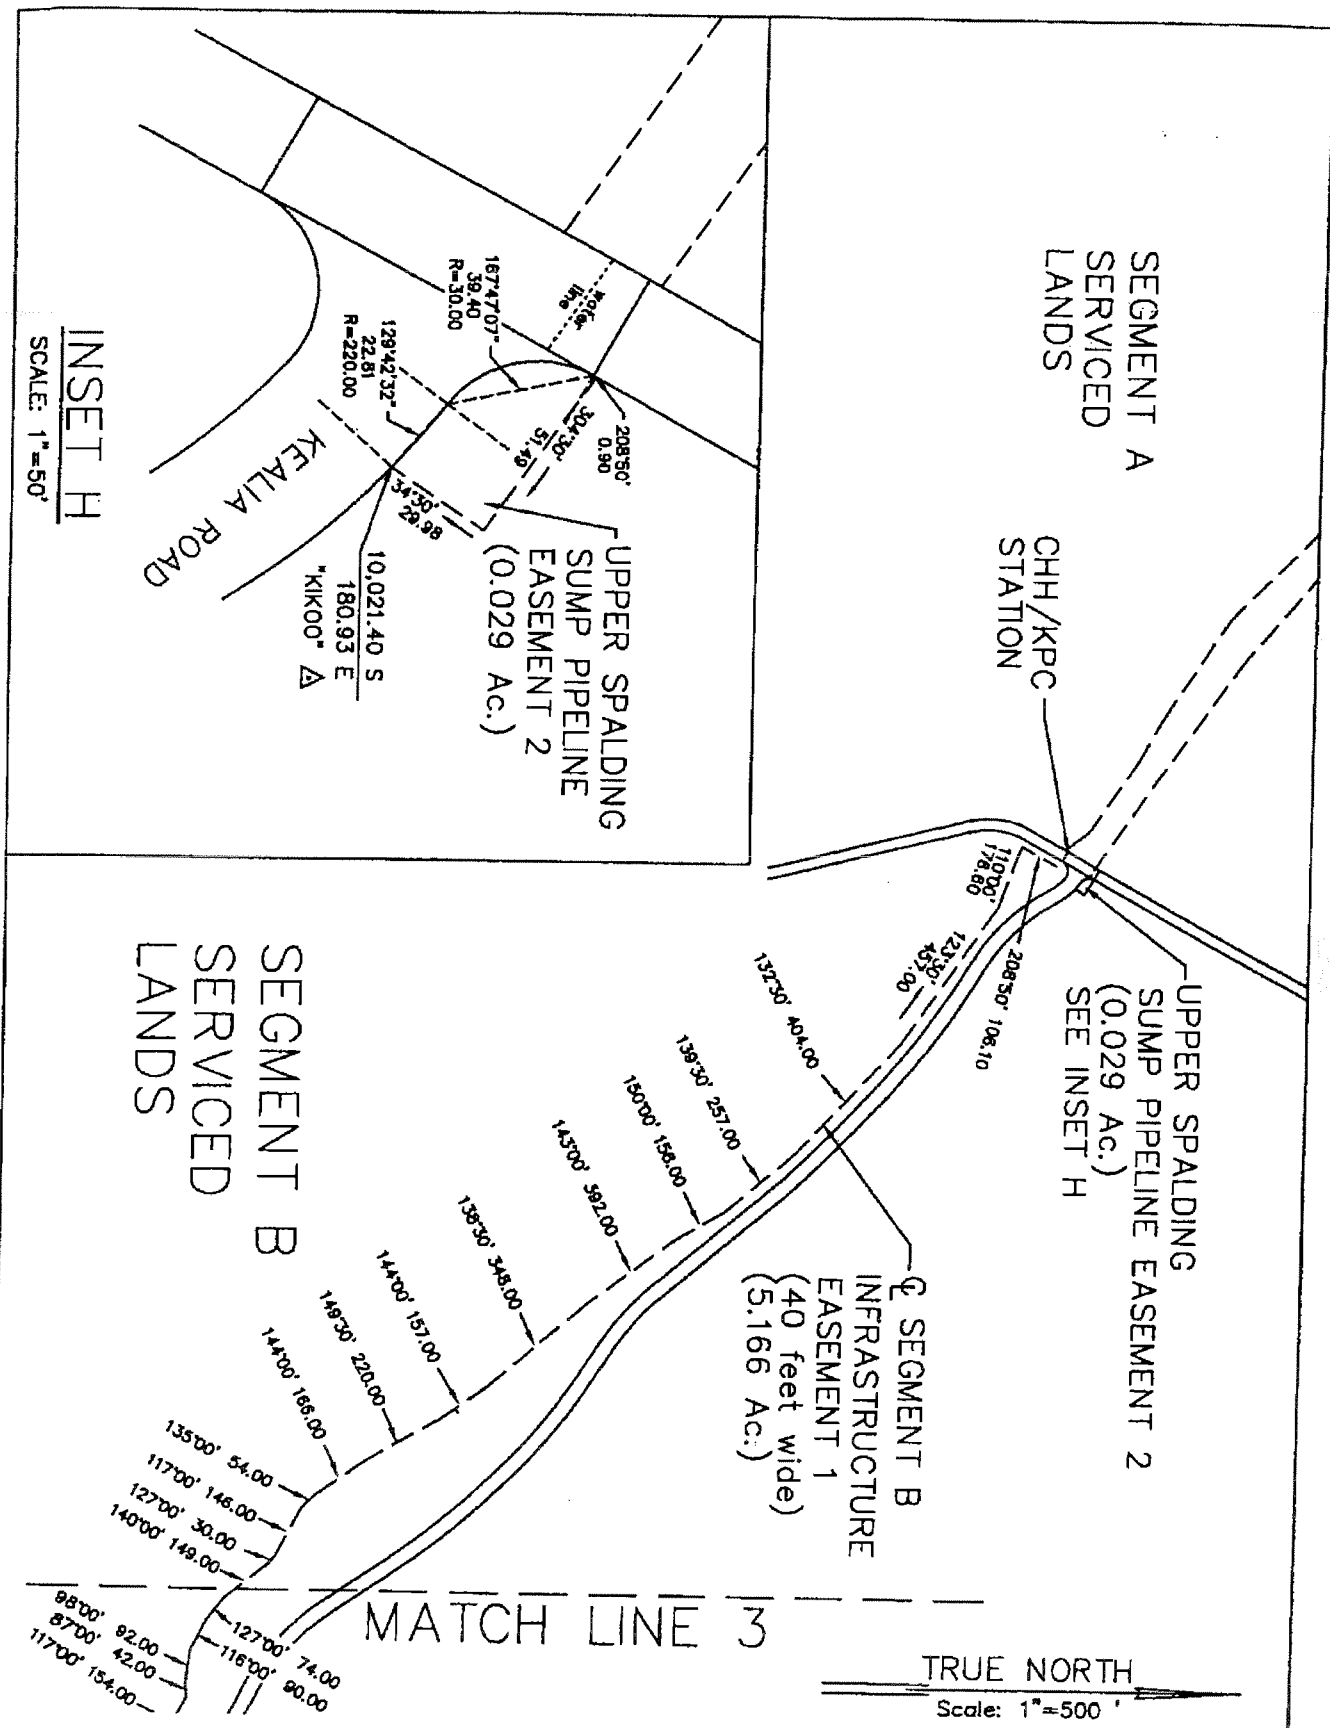 SEGMENT A
SERVICED
LANDS
CHH/KPC
STATION
UPPER SPALDING
SUMP PIPELINE EASEMENT 2
(0.029 Ac.)
SEE INSET H
110°00'
178.60
208°50' 106.10
123°30'
457.00
132°30' 404.00
139°30' 257.00
150°00' 156.00
143°00' 392.00
138°30' 348.00
144°00' 157.00
149°30' 220.00
144°00' 166.00
135°00' 54.00
117°00' 146.00
127°00' 30.00
140°00' 149.00
127°00' 74.00
116°00' 90.00
98°00' 92.00
87°00' 42.00
117°00' 154.00
℄ SEGMENT B
INFRASTRUCTURE
EASEMENT 1
(40 feet wide)
(5.166 Ac.)
SEGMENT B
SERVICED
LANDS
MATCH LINE 3
TRUE NORTH
Scale: 1"=500 '
water
line
167°47'07"
39.40
R=30.00
129°42'32"
22.81
R=220.00
208°50'
0.90
304°30'
51.49
34°30'
29.98
UPPER SPALDING
SUMP PIPELINE
EASEMENT 2
(0.029 Ac.)
10,021.40 S
180.93 E
"KIKOO" △
KEALIA ROAD
INSET H
SCALE: 1"=50'